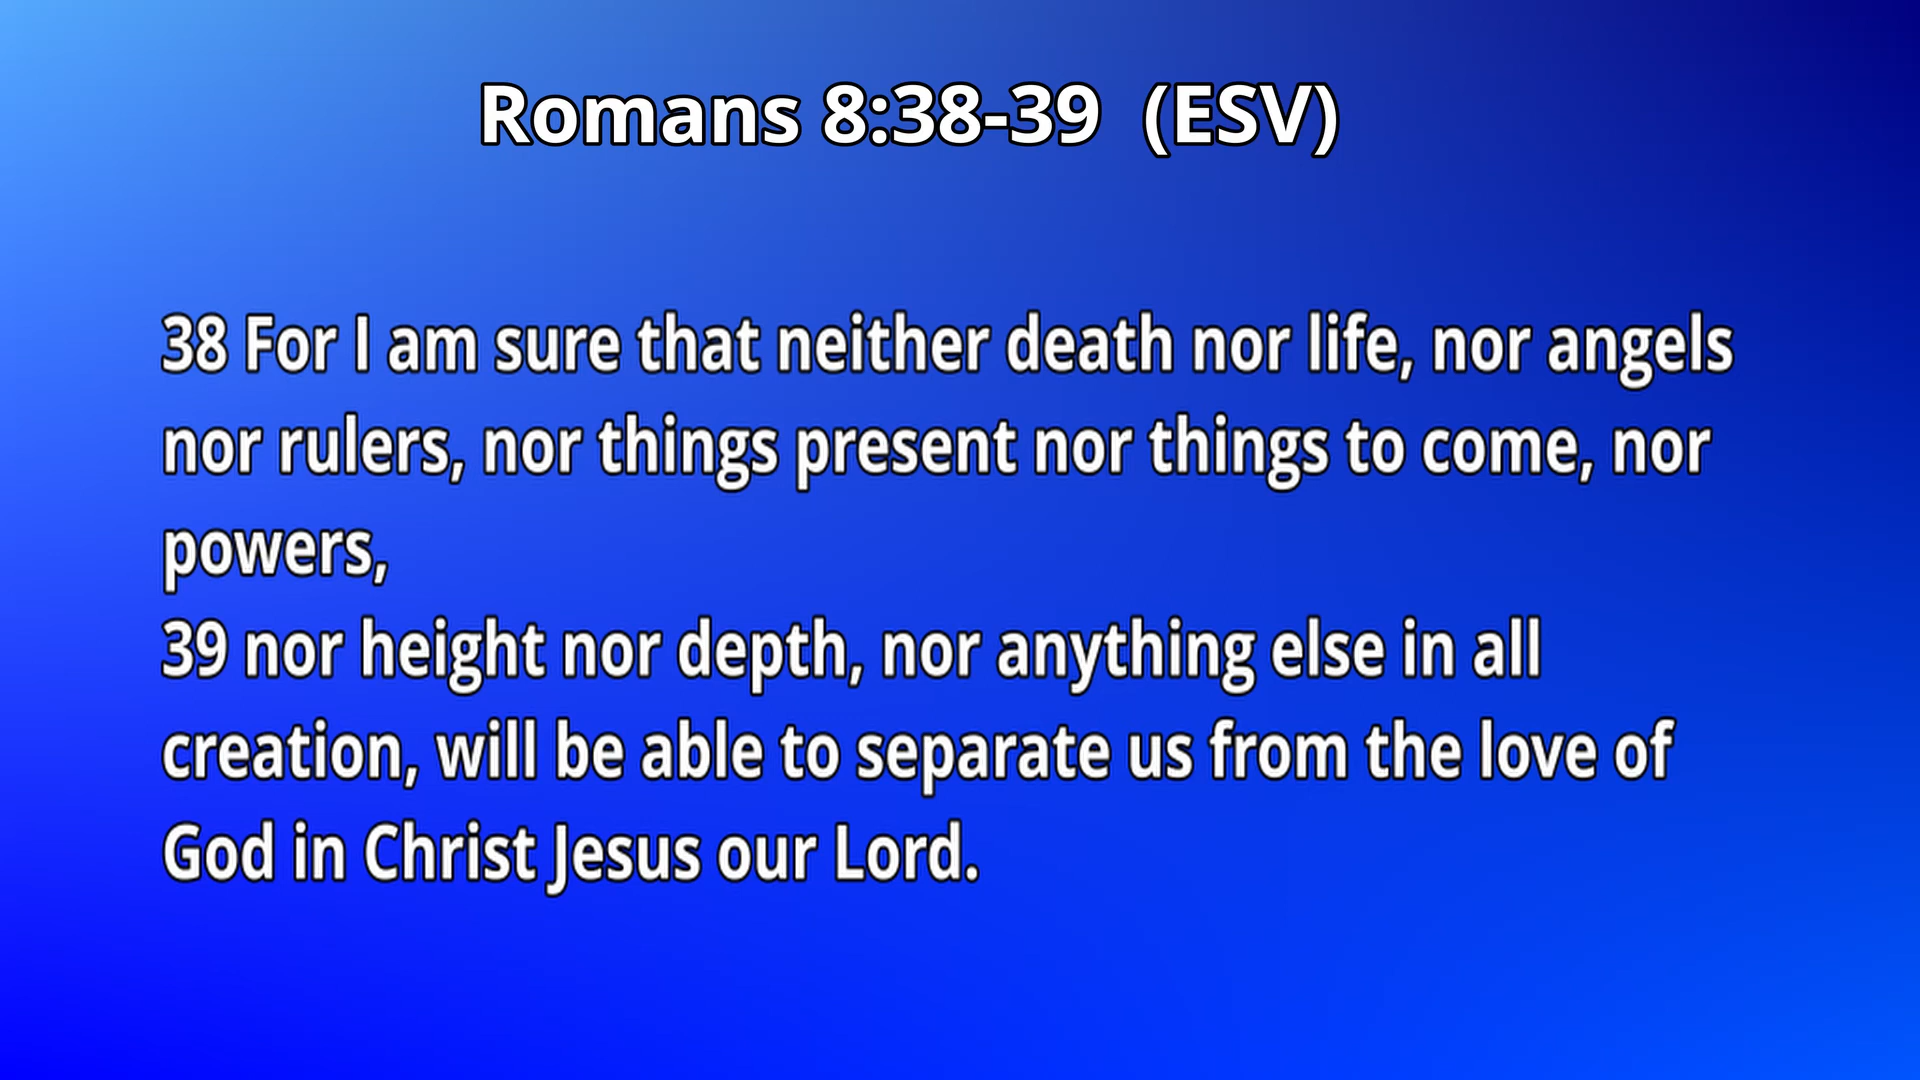 Romans 8:38-39  (ESV)
38 For I am sure that neither death nor life, nor angels
nor rulers, nor things present nor things to come, nor
powers,
39 nor height nor depth, nor anything else in all
creation, will be able to separate us from the love of
God in Christ Jesus our Lord.